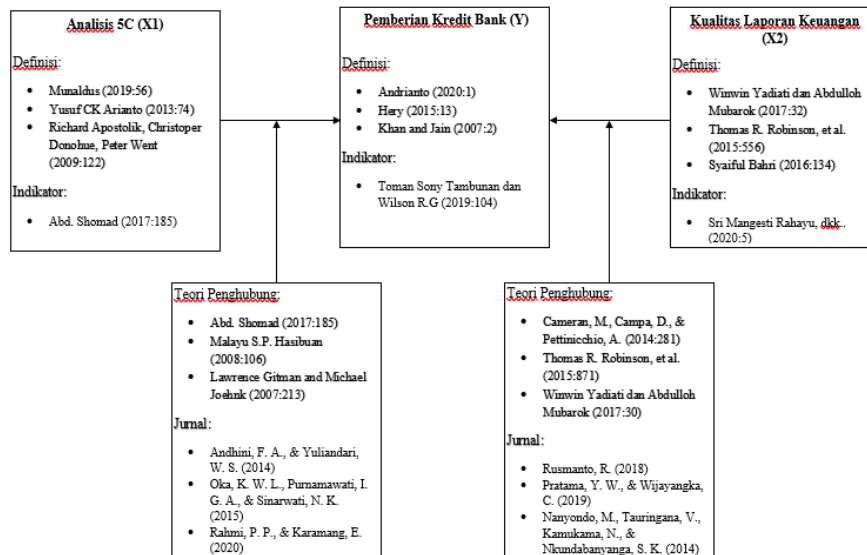 Analisis 5C (X1)
Definisi:
Munaldus (2019:56)
Yusuf CK Arianto (2013:74)
Richard Apostolik, Christoper
Donohue, Peter Went
(2009:122)
Indikator:
Abd. Shomad (2017:185)
Pemberian Kredit Bank (Y)
Definisi:
Andrianto (2020:1)
Hery (2015:13)
Khan and Jain (2007:2)
Indikator:
Toman Sony Tambunan dan
Wilson R.G (2019:104)
Kualitas Laporan Keuangan
(X2)
Definisi:
Winwin Yadiati dan Abdulloh
Mubarok (2017:32)
Thomas R. Robinson, et al.
(2015:556)
Syaiful Bahri (2016:134)
Indikator:
Sri Mangesti Rahayu, dkk..
(2020:5)
Teori Penghubung:
Abd. Shomad (2017:185)
Malayu S.P. Hasibuan
(2008:106)
Lawrence Gitman and Michael
Joehnk (2007:213)
Jurnal:
Andhini, F. A., & Yuliandari,
W. S. (2014)
Oka, K. W. L., Purnamawati, I.
G. A., & Sinarwati, N. K.
(2015)
Rahmi, P. P., & Karamang, E.
(2020)
Teori Penghubung:
Cameran, M., Campa, D., &
Pettinicchio, A. (2014:281)
Thomas R. Robinson, et al.
(2015:871)
Winwin Yadiati dan Abdulloh
Mubarok (2017:30)
Jurnal:
Rusmanto, R. (2018)
Pratama, Y. W., & Wijayangka,
C. (2019)
Nanyondo, M., Tauringana, V.,
Kamukama, N., &
Nkundabanyanga, S. K. (2014)